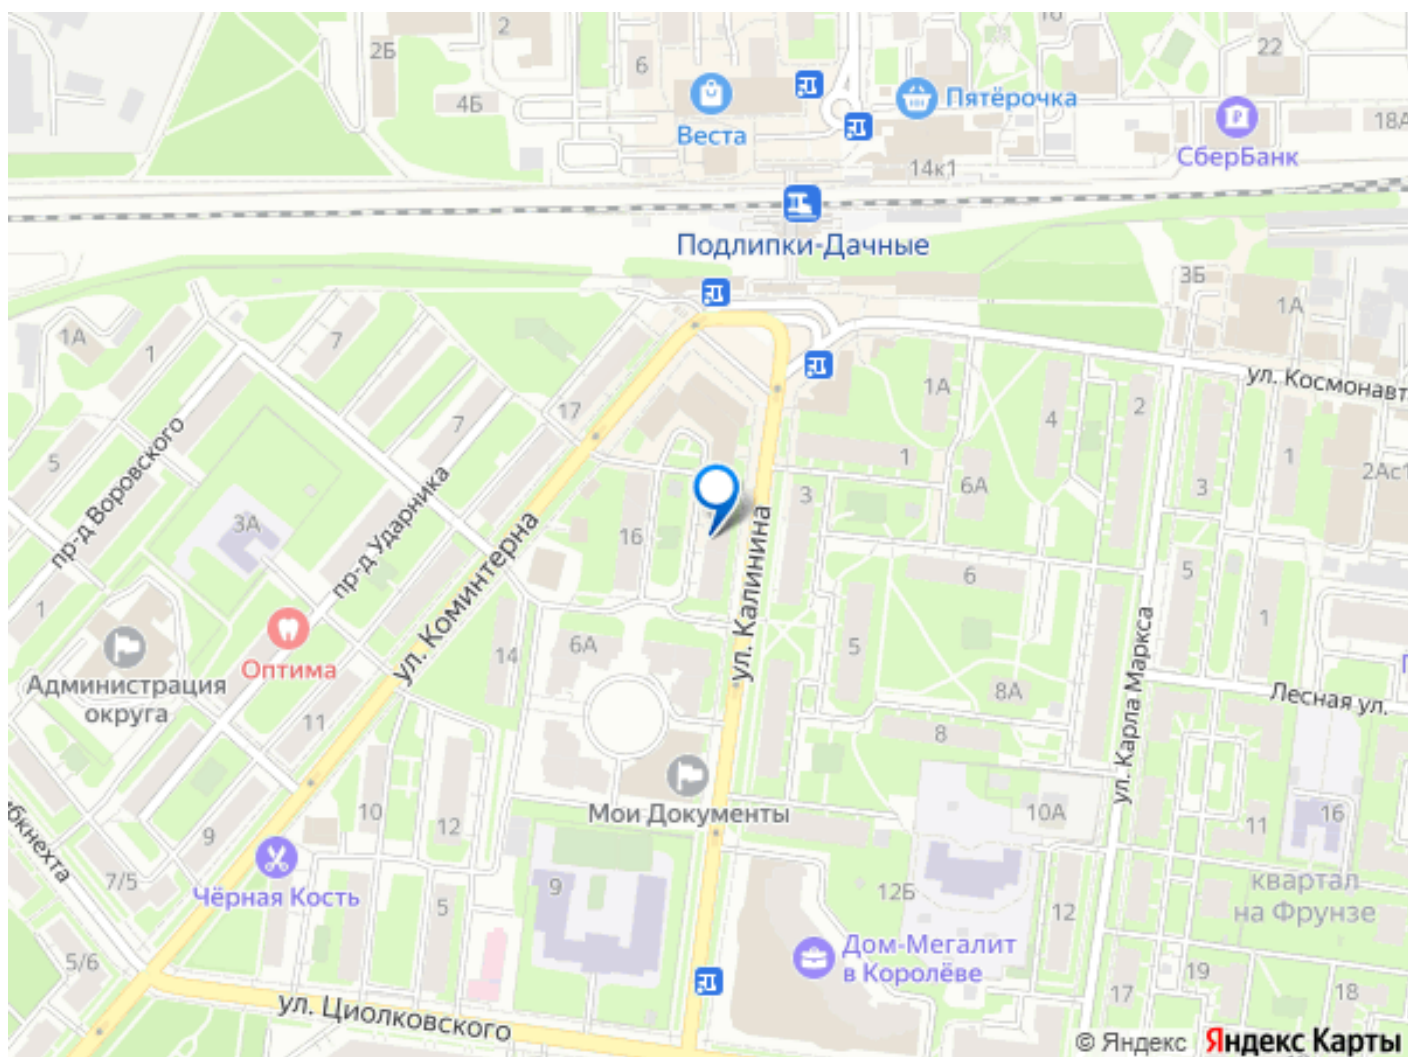 2
2Б
6
4Б
Веста
Пятёрочка
14к1
22
СберБанк
18А
Подлипки-Дачные
3Б
1А
1А
1
7
ул. Космонавт
17
7
1А
4
2
5
пр-д Воровского
1
1
2Ас1
3А
пр-д Ударника
16
ул. Коминтерна
ул. Калинина
3
6А
3
6
5
1
Оптима
1
Администрация
округа
14
6А
5
8А
ул. Карла Маркса
Лесная ул.
11
8
Мои Документы
10
12
9
10А
11
16
бкнехта
7/5
Чёрная Кость
5
9
12Б
12
квартал
на Фрунзе
Дом-Мегалит
в Королёве
5/6
19
17
18
ул. Циолковского
© Яндекс Яндекс Карты